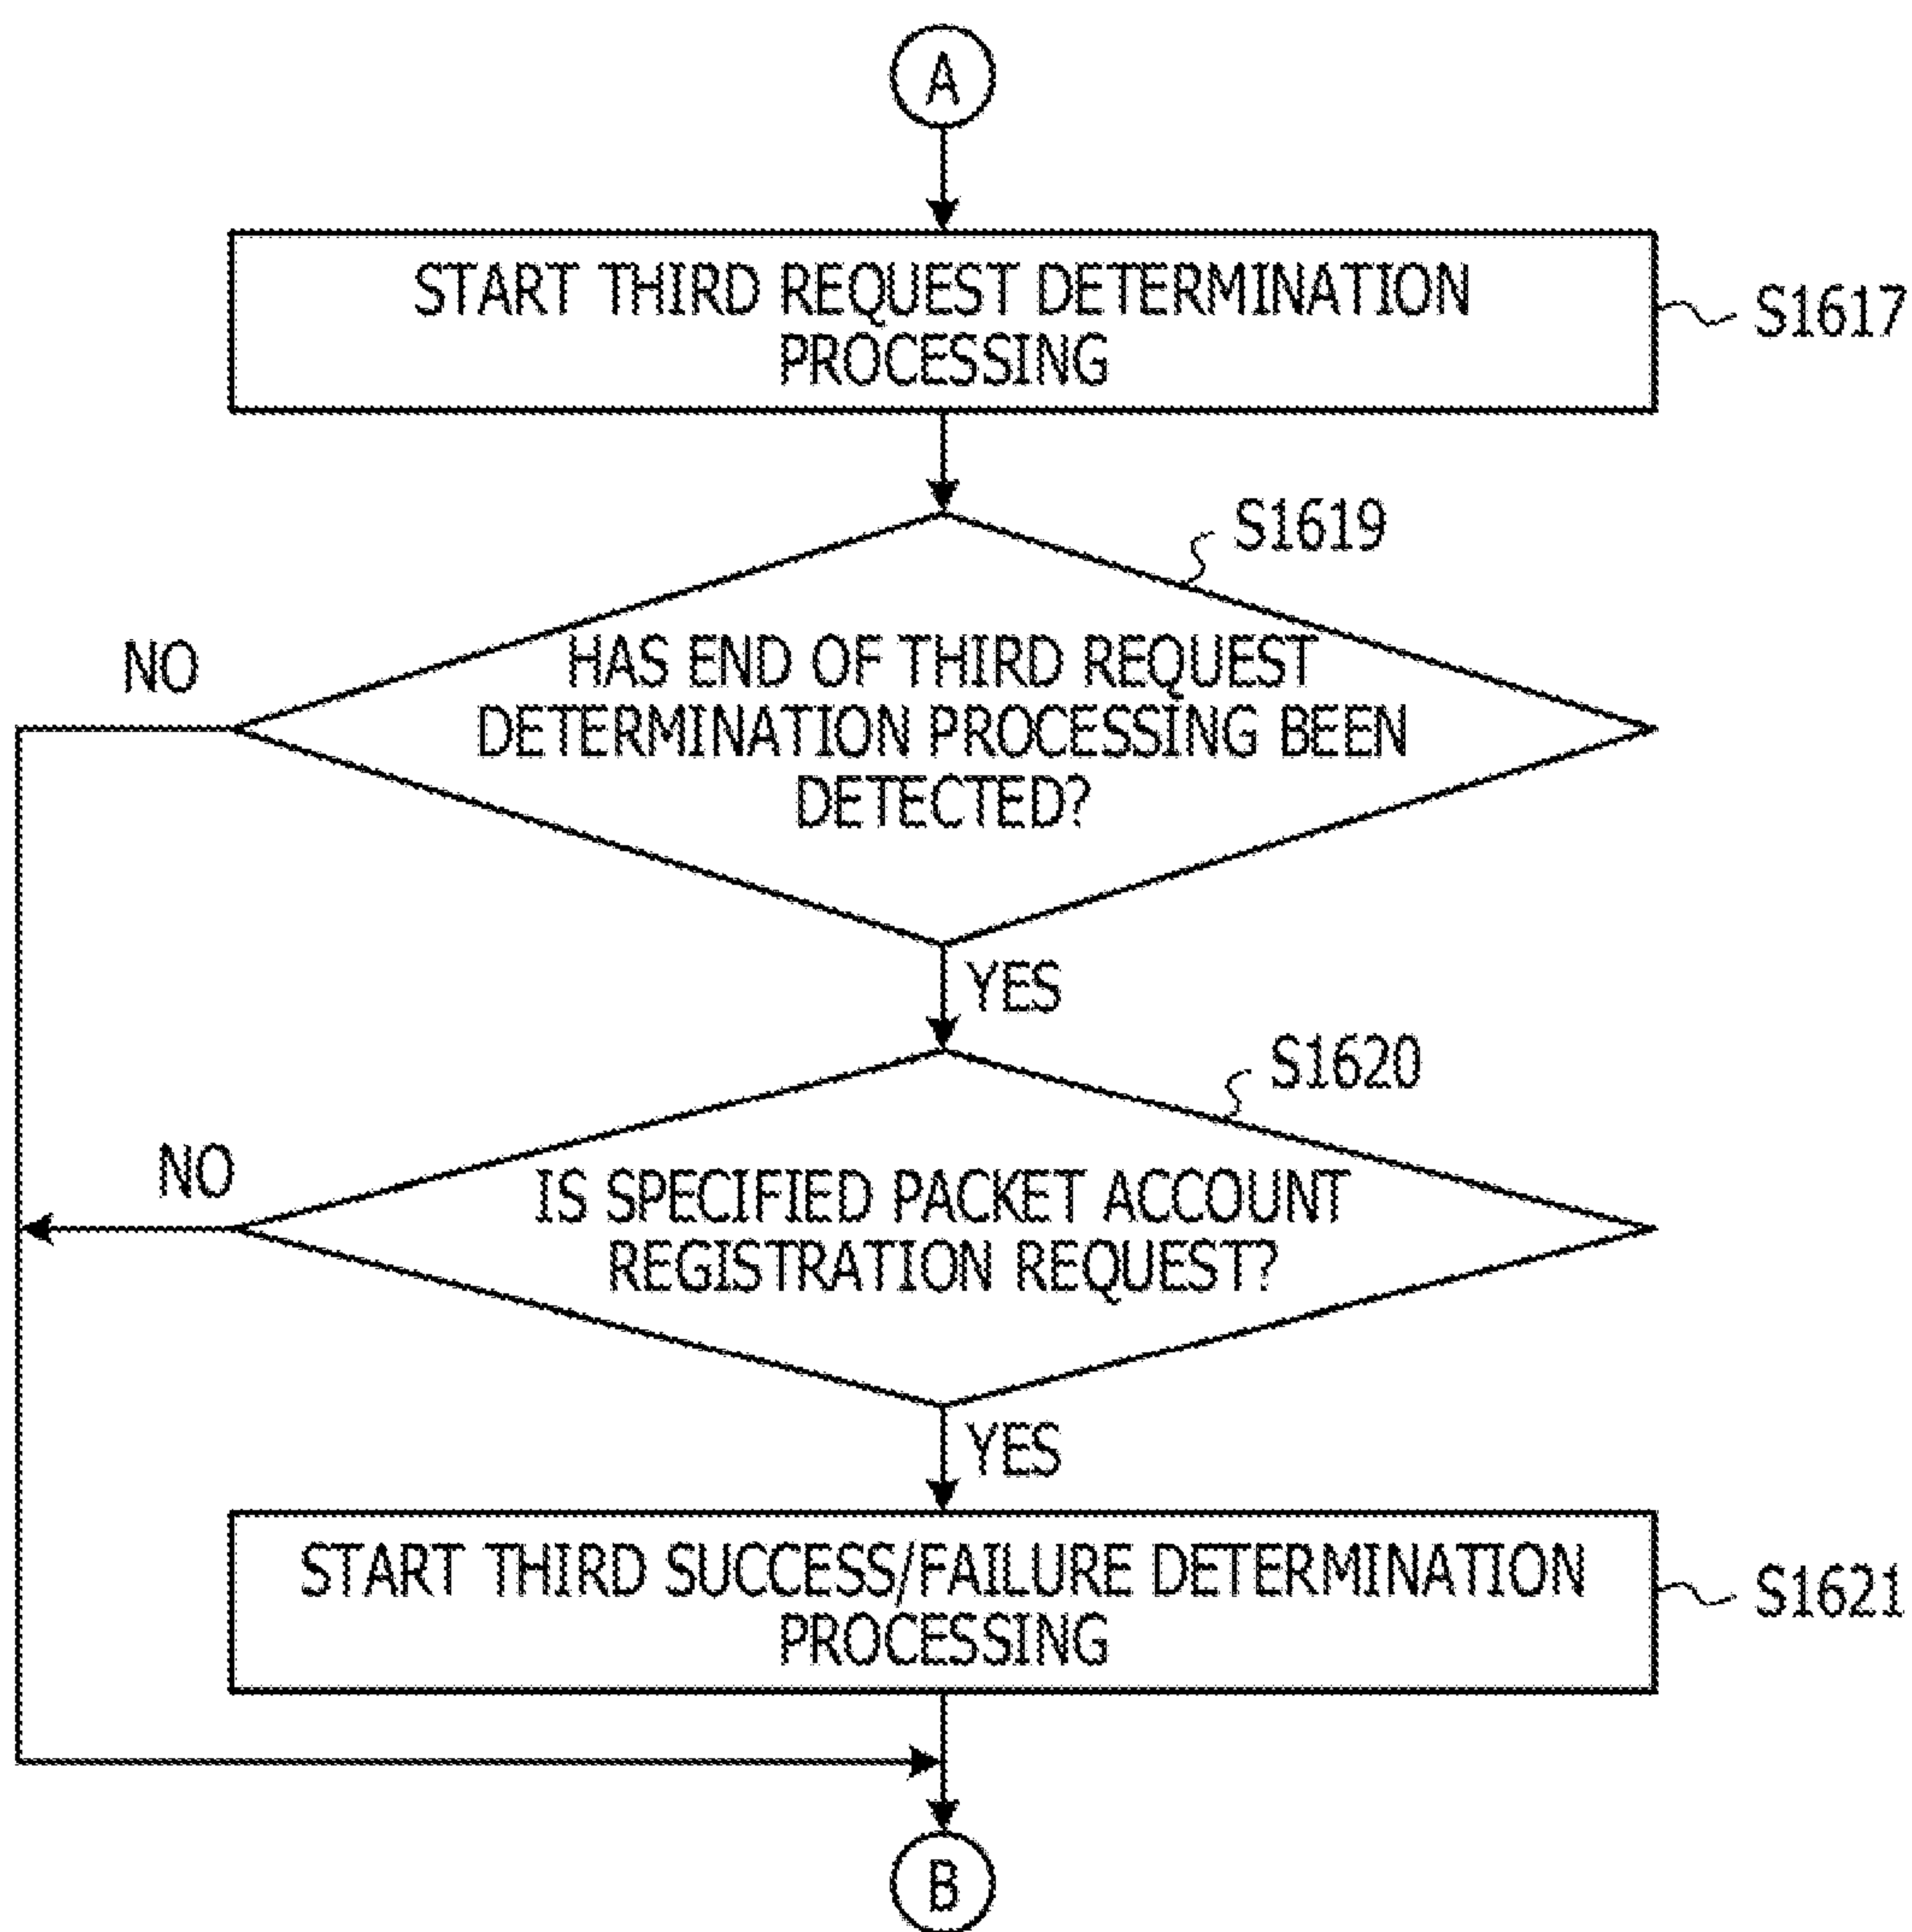 A
START THIRD REQUEST DETERMINATION
PROCESSING
S1617
S1619
HAS END OF THIRD REQUEST
DETERMINATION PROCESSING BEEN
DETECTED?
NO
YES
S1620
IS SPECIFIED PACKET ACCOUNT
REGISTRATION REQUEST?
NO
YES
START THIRD SUCCESS/FAILURE DETERMINATION
PROCESSING
S1621
B